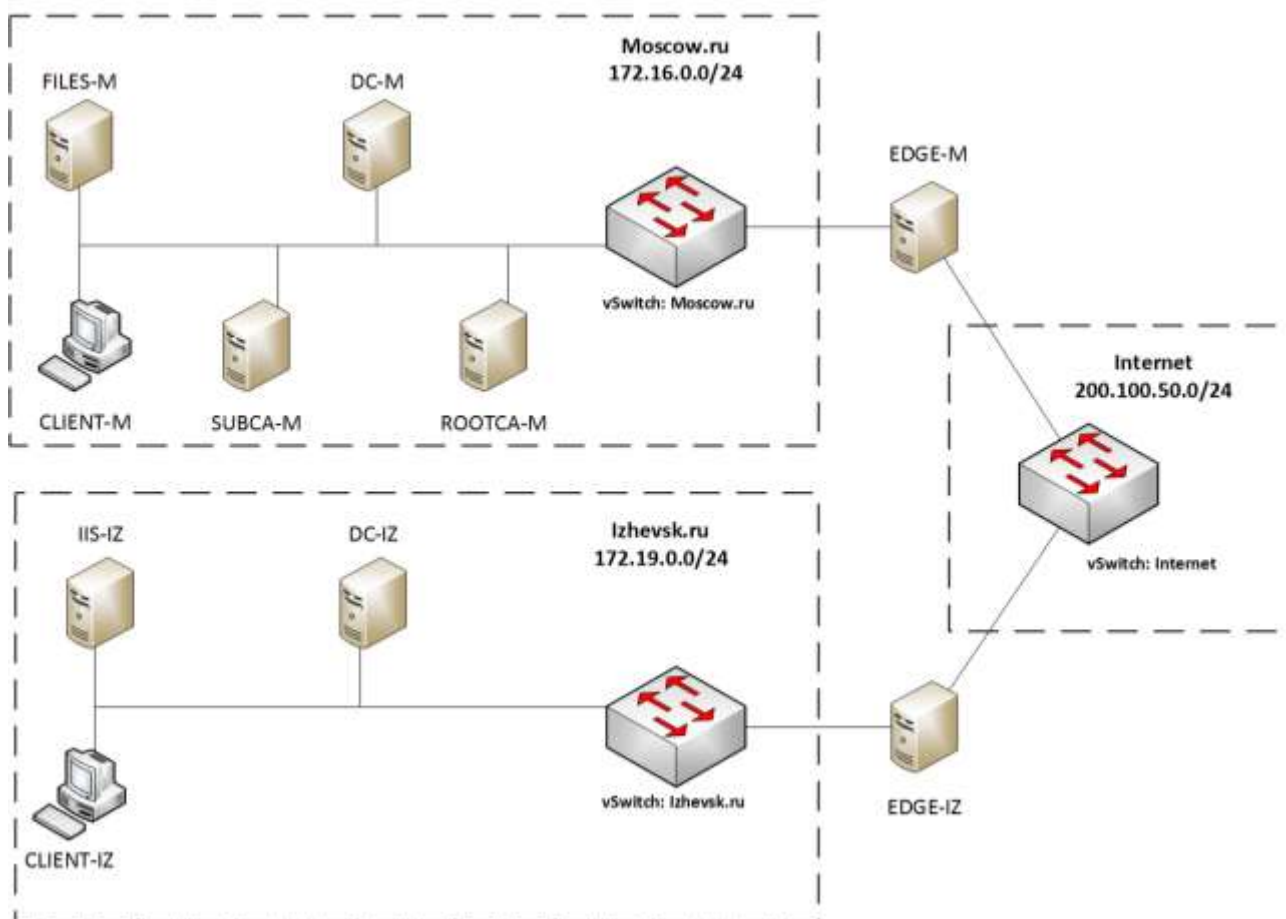 Moscow.ru
172.16.0.0/24
FILES-M
DC-M
EDGE-M
vSwitch: Moscow.ru
CLIENT-M
SUBCA-M
ROOTCA-M
Internet
200.100.50.0/24
vSwitch: Internet
Izhevsk.ru
172.19.0.0/24
IIS-IZ
DC-IZ
vSwitch: Izhevsk.ru
EDGE-IZ
CLIENT-IZ